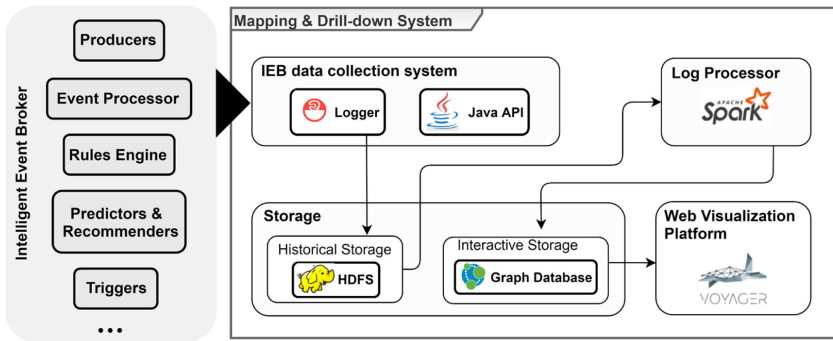 Intelligent Event Broker
Producers
Event Processor
Rules Engine
Predictors &
Recommenders
Triggers
...
Mapping & Drill-down System
IEB data collection system
Logger
Java API
Log Processor
APACHE
Spark
Storage
Historical Storage
HDFS
Interactive Storage
Graph Database
Web Visualization
Platform
VOYAGER